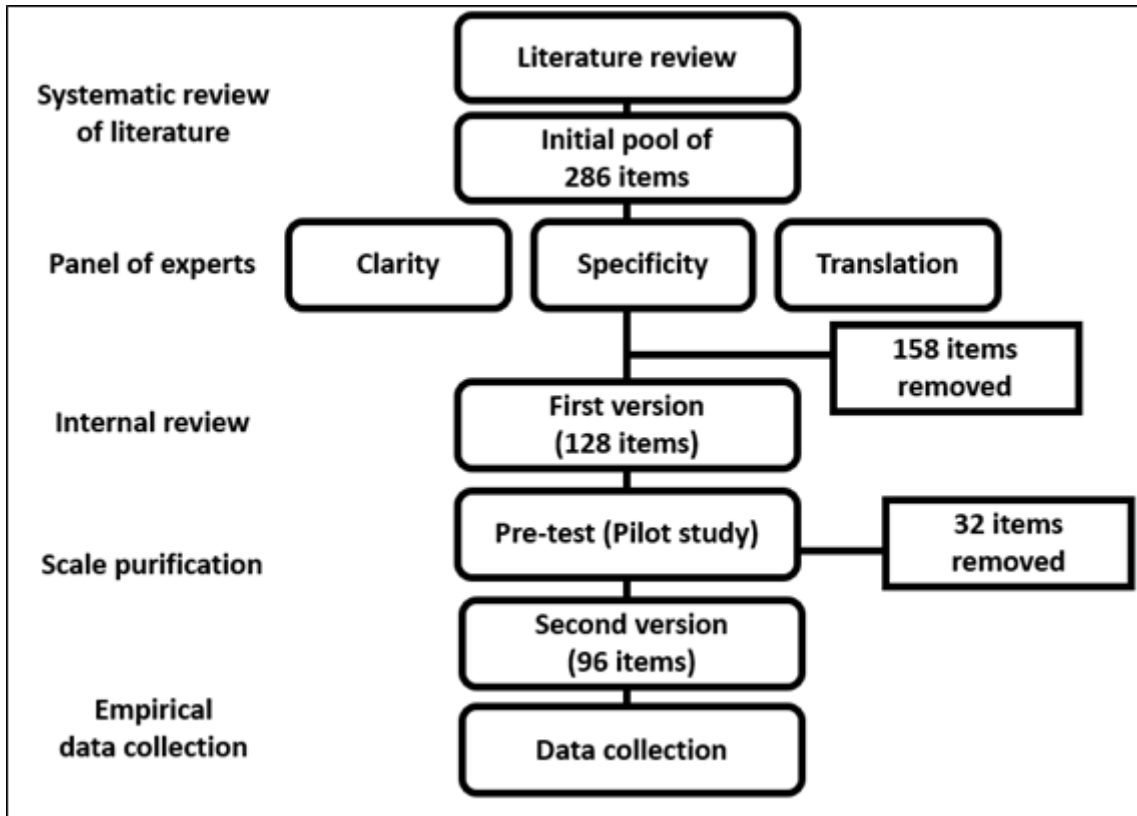 Literature review
Systematic review
of literature
Initial pool of
286 items
Panel of experts
Clarity
Specificity
Translation
158 items
removed
Internal review
First version
(128 items)
Pre-test (Pilot study)
32 items
removed
Scale purification
Second version
(96 items)
Empirical
data collection
Data collection